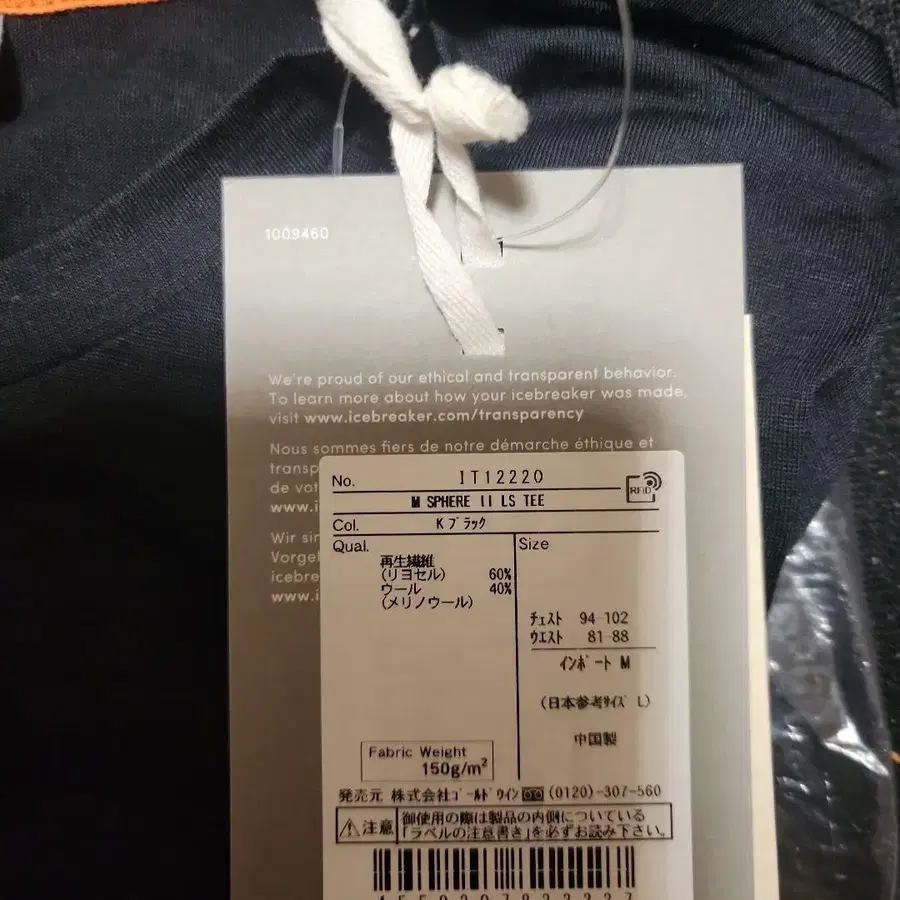 1009460
We're proud of our ethical and transparent behavior.
To learn more about how your icebreaker was made,
visit www.icebreaker.com/transparency
Nous sommes fiers de notre démarche éthique et
transp
de vot
www.i
Wir sin
Vorgel
icebre
www.i
No. IT12220
RFID
M SPHERE II LS TEE
Col. Kブラック
Qual.
再生繊維
(リヨセル) 60%
ウール 40%
(メリノウール)
Size
チェスト 94-102
ウエスト 81-88
インポート M
(日本参考サイズ L)
中国製
Fabric Weight
150g/m²
発売元 株式会社ゴールドウイン (0120)-307-560
注意 御使用の際は製品の内側についている
「ラベルの注意書き」を必ずお読み下さい。